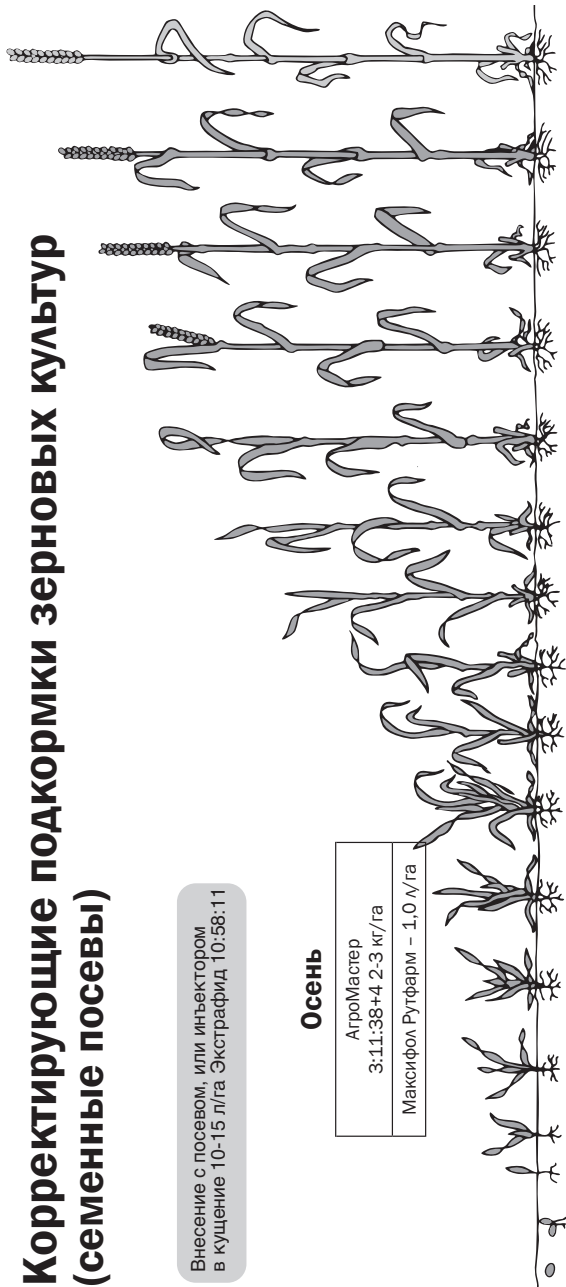 Корректирующие подкормки зерновых культур
(семенные посевы)
Внесение с посевом, или инъектором
в кущение 10-15 л/га Экстрафид 10:58:11
Осень
АгроМастер
3:11:38+4 2-3 кг/га
Максифол Рутфарм – 1,0 л/га